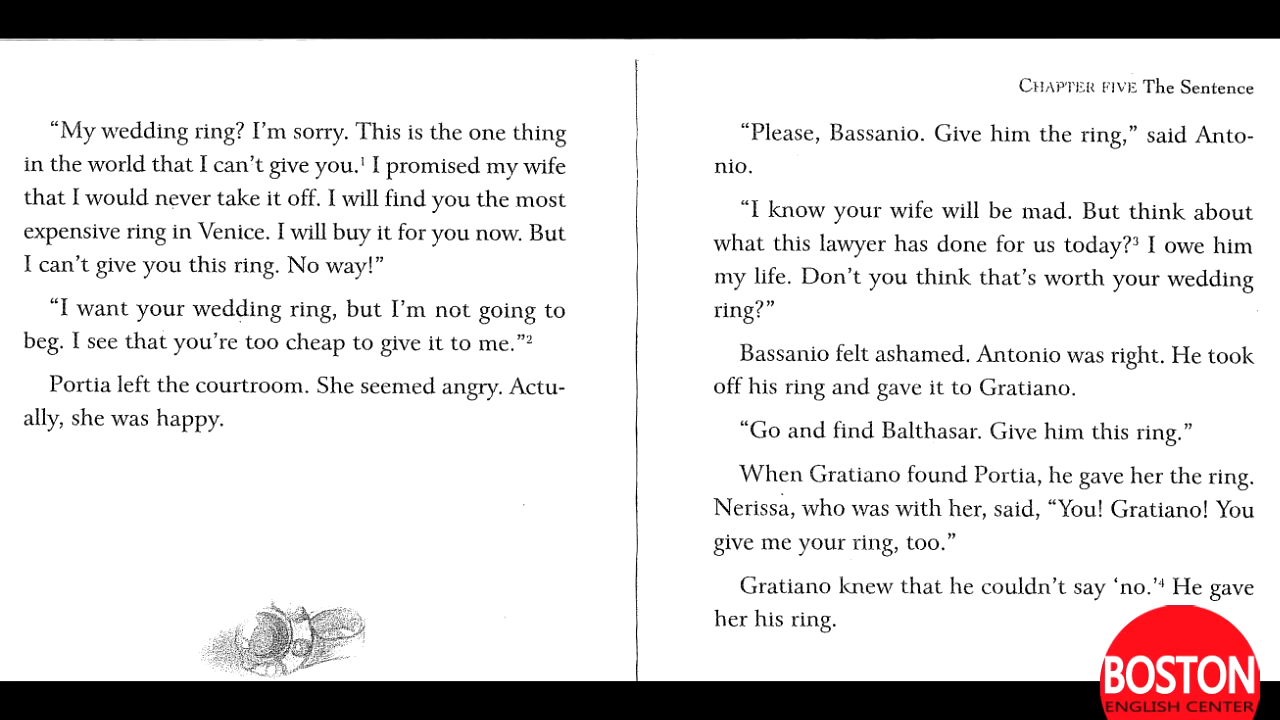 “My wedding ring? I’m sorry. This is the one thing
in the world that I can’t give you.¹ I promised my wife
that I would never take it off. I will find you the most
expensive ring in Venice. I will buy it for you now. But
I can’t give you this ring. No way!”
“I want your wedding ring, but I’m not going to
beg. I see that you’re too cheap to give it to me.”²
Portia left the courtroom. She seemed angry. Actu-
ally, she was happy.
CHAPTER FIVE The Sentence
“Please, Bassanio. Give him the ring,” said Anto-
nio.
“I know your wife will be mad. But think about
what this lawyer has done for us today?³ I owe him
my life. Don’t you think that’s worth your wedding
ring?”
Bassanio felt ashamed. Antonio was right. He took
off his ring and gave it to Gratiano.
“Go and find Balthasar. Give him this ring.”
When Gratiano found Portia, he gave her the ring.
Nerissa, who was with her, said, “You! Gratiano! You
give me your ring, too.”
Gratiano knew that he couldn’t say ‘no.’⁴ He gave
her his ring.
BOSTON
ENGLISH CENTER